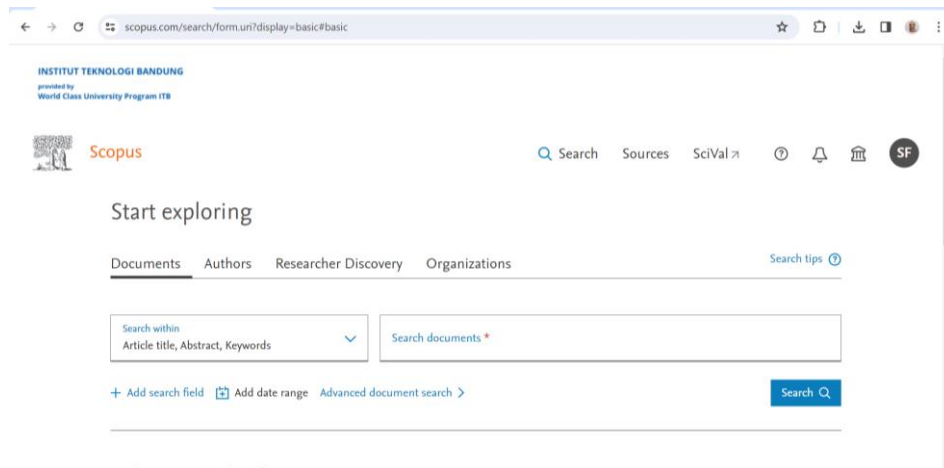 scopus.com/search/form.uri?display=basic#basic
INSTITUT TEKNOLOGI BANDUNG
provided by
World Class University Program ITB
Scopus
Search Sources SciVal SF
Start exploring
Documents Authors Researcher Discovery Organizations Search tips
Search within
Article title, Abstract, Keywords
Search documents *
Add search field Add date range Advanced document search
Search